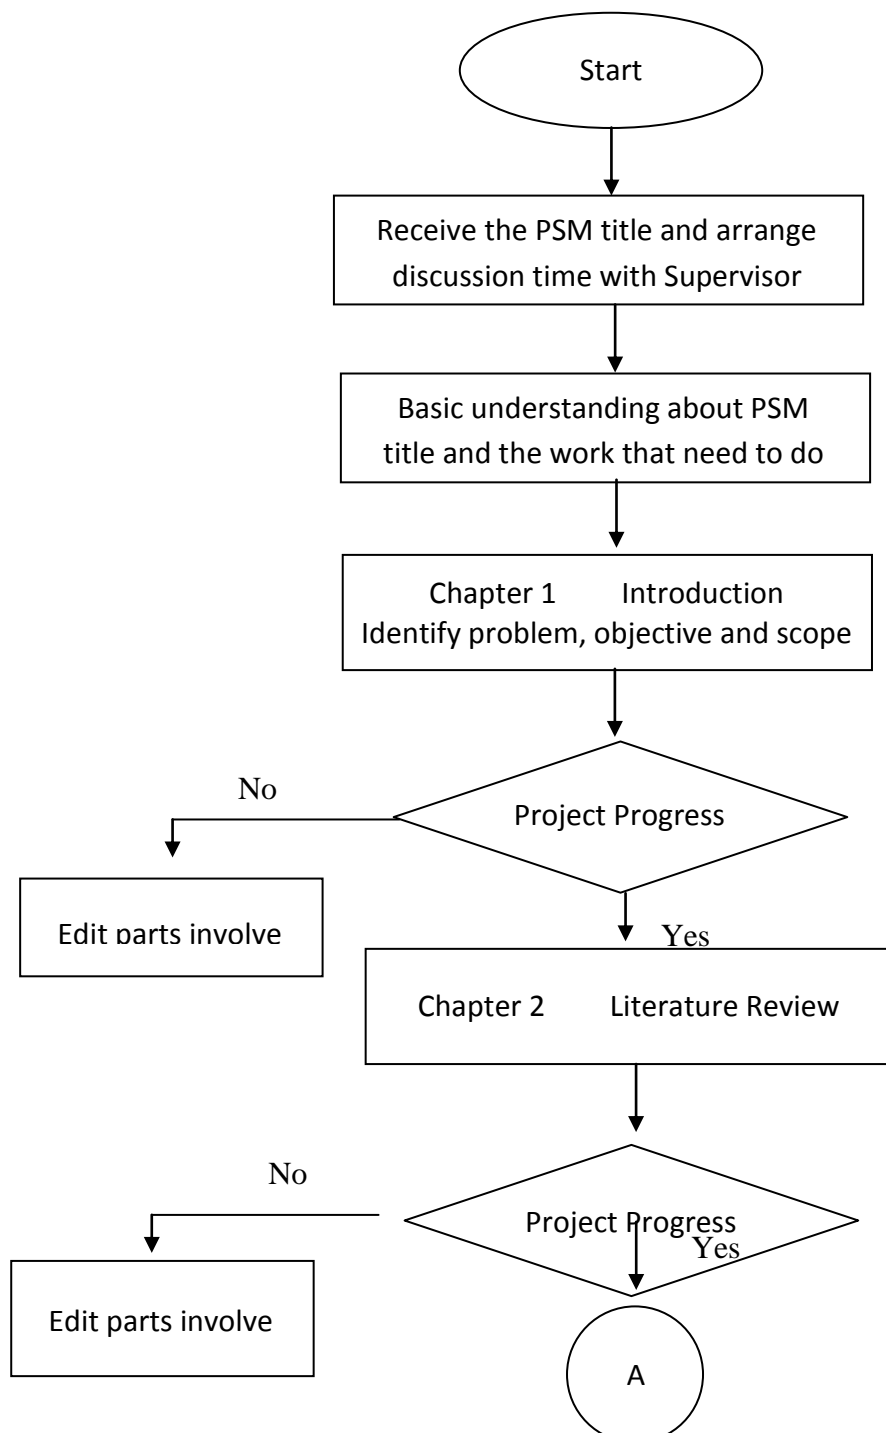 Start
Receive the PSM title and arrange
discussion time with Supervisor
Basic understanding about PSM
title and the work that need to do
Chapter 1 Introduction
Identify problem, objective and scope
No
Project Progress
Edit parts involve
Yes
Chapter 2 Literature Review
No
Project Progress
Yes
Edit parts involve
A